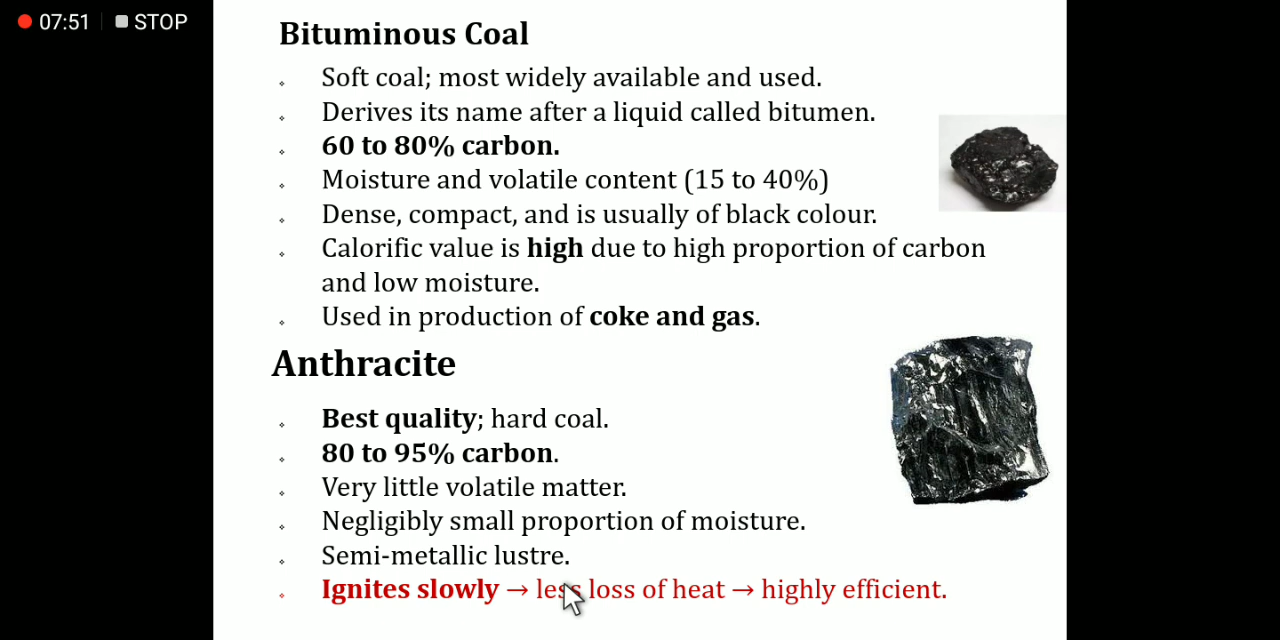 07:51 STOP
Bituminous Coal
Soft coal; most widely available and used.
Derives its name after a liquid called bitumen.
60 to 80% carbon.
Moisture and volatile content (15 to 40%)
Dense, compact, and is usually of black colour.
Calorific value is high due to high proportion of carbon
and low moisture.
Used in production of coke and gas.
Anthracite
Best quality; hard coal.
80 to 95% carbon.
Very little volatile matter.
Negligibly small proportion of moisture.
Semi-metallic lustre.
Ignites slowly → less loss of heat → highly efficient.